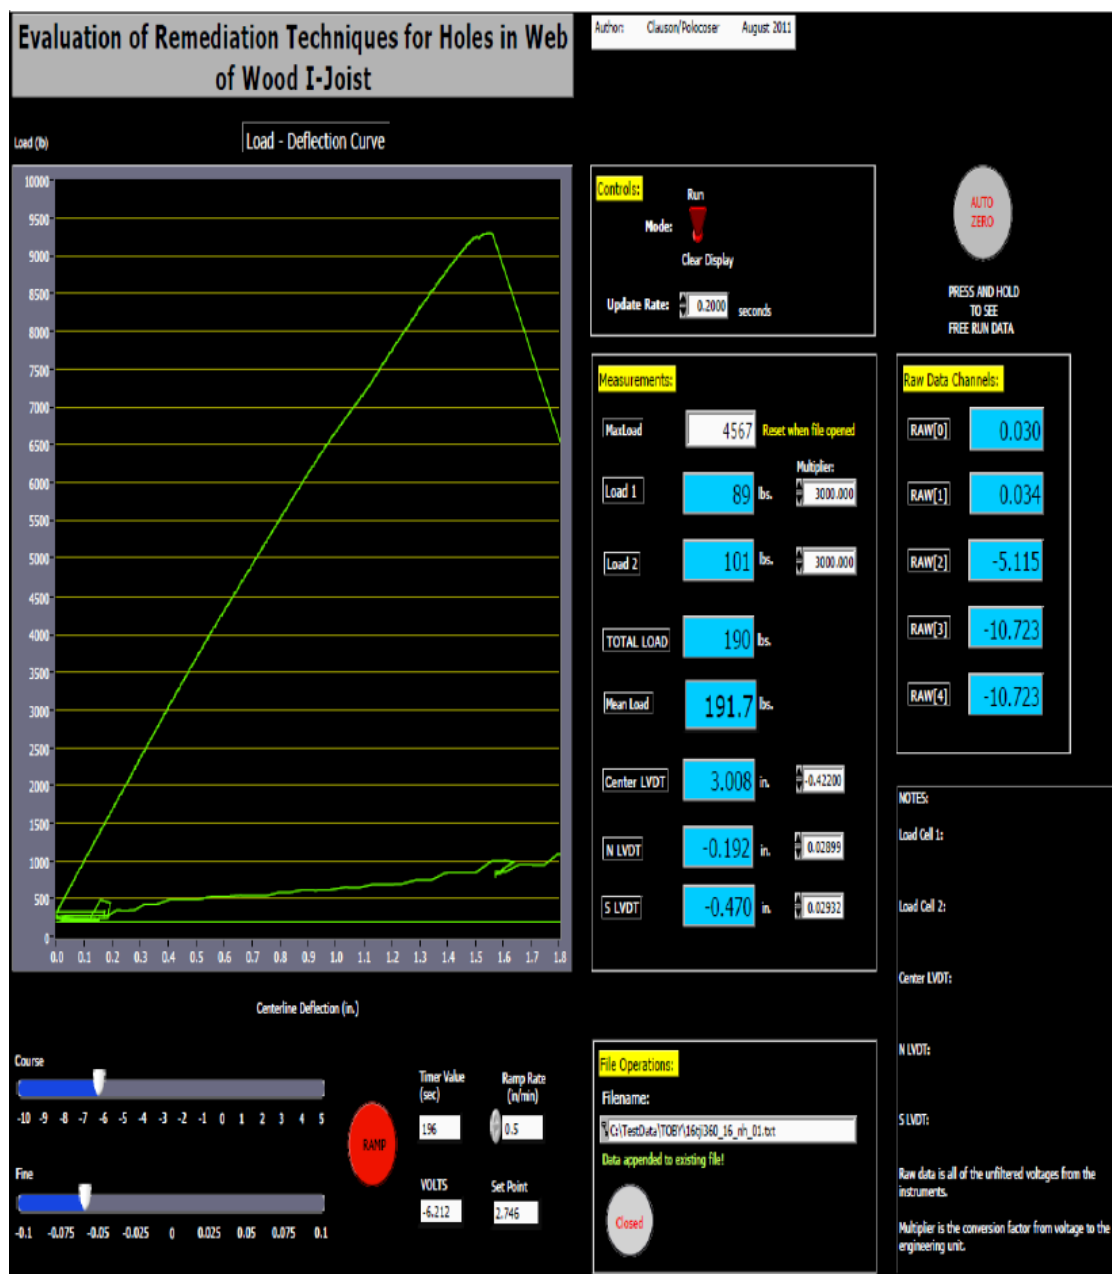 Evaluation of Remediation Techniques for Holes in Web
of Wood I-Joist
Author: Clauson/Polocoser August 2011
Load (lb)
Load - Deflection Curve
10000
9500
9000
8500
8000
7500
7000
6500
6000
5500
5000
4500
4000
3500
3000
2500
2000
1500
1000
500
0
0.0 0.1 0.2 0.3 0.4 0.5 0.6 0.7 0.8 0.9 1.0 1.1 1.2 1.3 1.4 1.5 1.6 1.7 1.8
Centerline Deflection (in.)
Controls:
Run
Mode:
Clear Display
Update Rate: 0.2000 seconds
AUTO
ZERO
PRESS AND HOLD
TO SEE
FREE RUN DATA
Measurements:
MaxLoad 4567 Reset when file opened
Multiplier:
Load 1 89 lbs. 3000.000
Load 2 101 lbs. 3000.000
TOTAL LOAD 190 lbs.
Mean Load 191.7 lbs.
Center LVDT 3.008 in. -0.42200
N LVDT -0.192 in. 0.02899
S LVDT -0.470 in. 0.02932
Raw Data Channels:
RAW[0] 0.030
RAW[1] 0.034
RAW[2] -5.115
RAW[3] -10.723
RAW[4] -10.723
NOTES:
Load Cell 1:
Load Cell 2:
Center LVDT:
N LVDT:
S LVDT:
Raw data is all of the unfiltered voltages from the
instruments.
Multiplier is the conversion factor from voltage to the
engineering unit.
Course
-10 -9 -8 -7 -6 -5 -4 -3 -2 -1 0 1 2 3 4 5
Fine
-0.1 -0.075 -0.05 -0.025 0 0.025 0.05 0.075 0.1
RAMP
Timer Value
(sec)
196
Ramp Rate
(in/min)
0.5
VOLTS
-6.212
Set Point
2.746
File Operations:
Filename:
C:\TestData\TOBY\16tji360_16_nh_01.txt
Data appended to existing file!
Closed